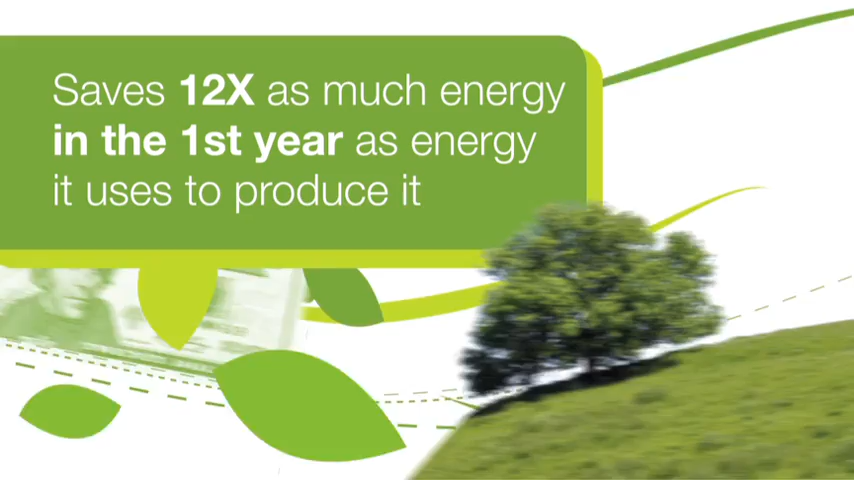 Saves 12X as much energy
in the 1st year as energy
it uses to produce it